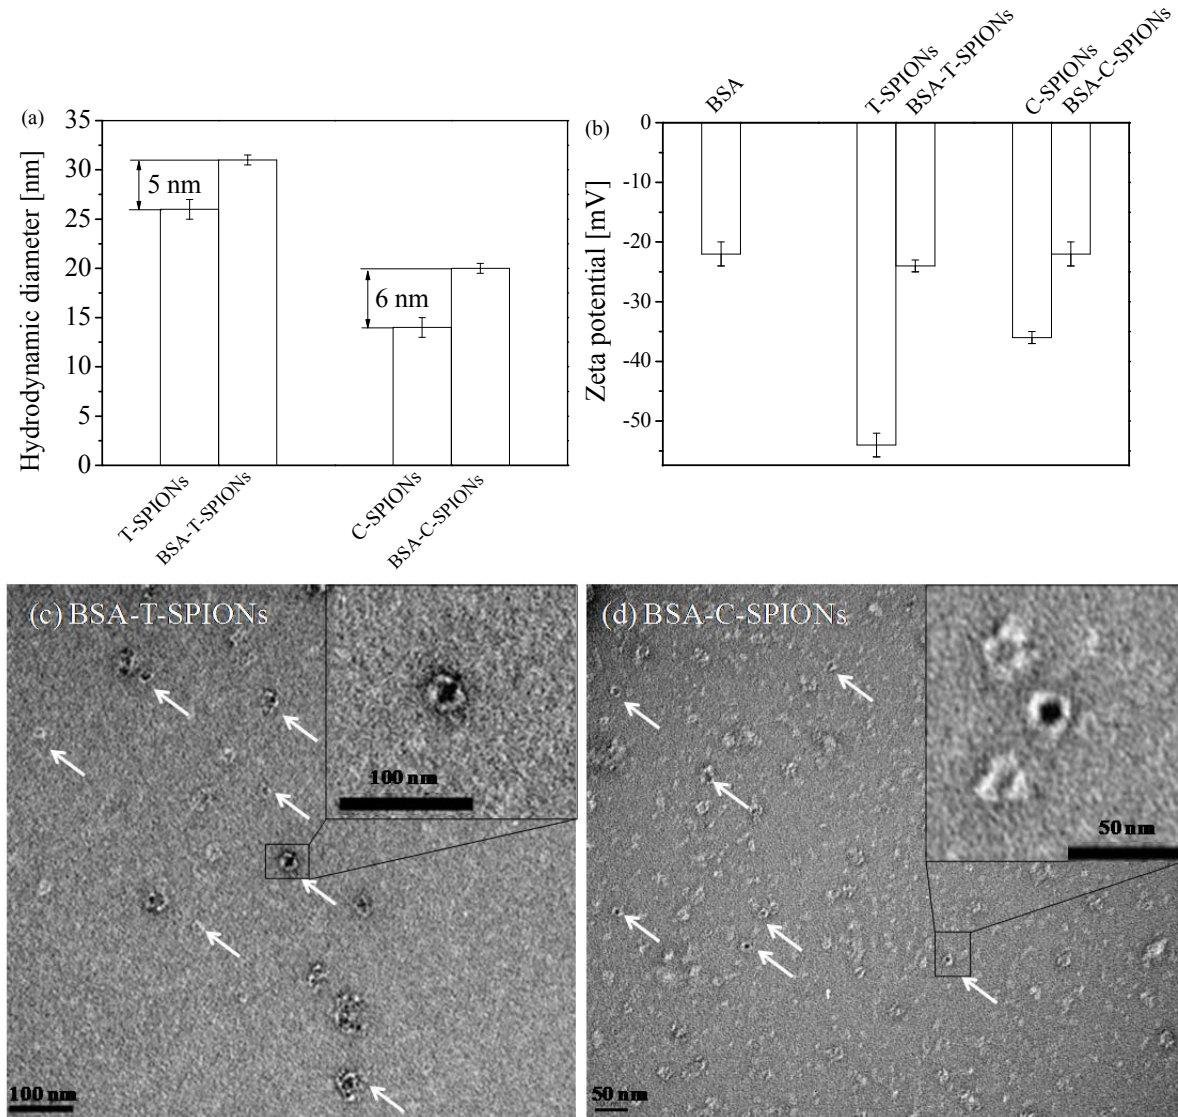 (a)
Hydrodynamic diameter [nm]
35
30
25
20
15
10
5
0
5 nm
6 nm
T-SPIONs
BSA-T-SPIONs
C-SPIONs
BSA-C-SPIONs
(b)
Zeta potential [mV]
BSA
T-SPIONs
BSA-T-SPIONs
C-SPIONs
BSA-C-SPIONs
0
-10
-20
-30
-40
-50
(c) BSA-T-SPIONs
100 nm
100 nm
(d) BSA-C-SPIONs
50 nm
50 nm